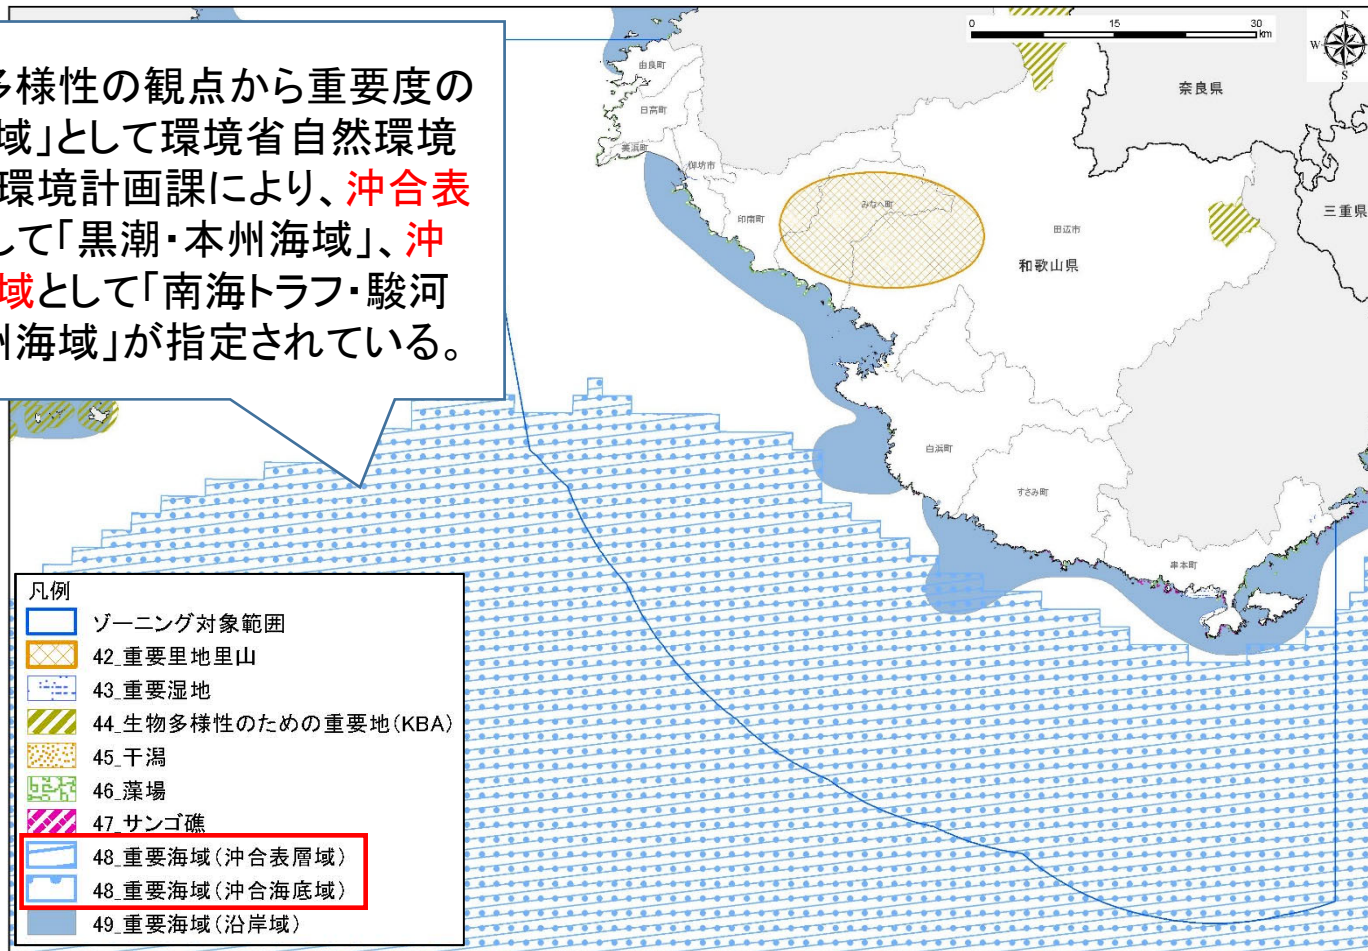 多様性の観点から重要度の
域」として環境省自然環境
環境計画課により、沖合表
して「黒潮・本州海域」、沖
域として「南海トラフ・駿河
州海域」が指定されている。
0 15 30
km
N
W
S
奈良県
三重県
和歌山県
由良町
日高町
美浜町
御坊市
印南町
みなべ町
田辺市
白浜町
すさみ町
串本町
凡例
ゾーニング対象範囲
42_重要里地里山
43_重要湿地
44_生物多様性のための重要地(KBA)
45_干潟
46_藻場
47_サンゴ礁
48_重要海域(沖合表層域)
48_重要海域(沖合海底域)
49_重要海域(沿岸域)